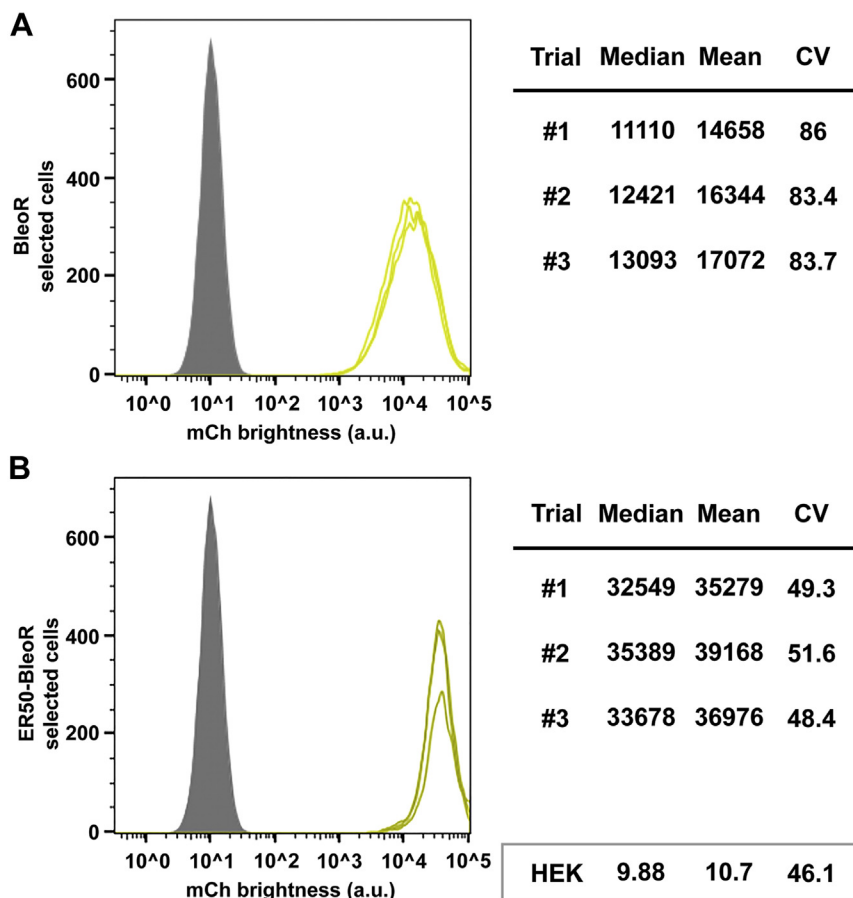 A
BleoR
selected cells
600
400
200
0
10^0 10^1 10^2 10^3 10^4 10^5
mCh brightness (a.u.)
Trial Median Mean CV
#1 11110 14658 86
#2 12421 16344 83.4
#3 13093 17072 83.7
B
ER50-BleoR
selected cells
600
400
200
0
10^0 10^1 10^2 10^3 10^4 10^5
mCh brightness (a.u.)
Trial Median Mean CV
#1 32549 35279 49.3
#2 35389 39168 51.6
#3 33678 36976 48.4
HEK 9.88 10.7 46.1